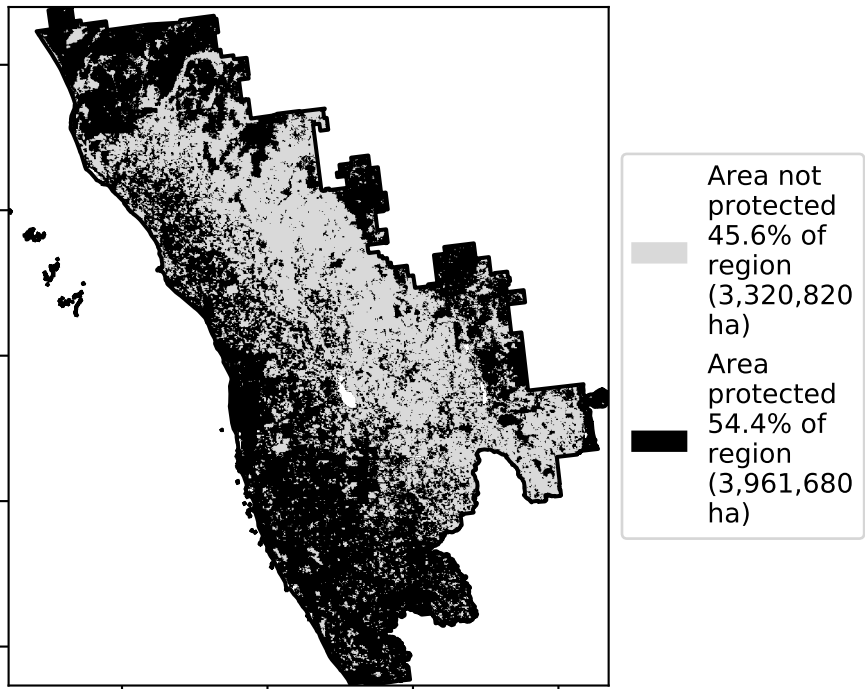 Area not
protected
45.6% of
region
(3,320,820
ha)
Area
protected
54.4% of
region
(3,961,680
ha)